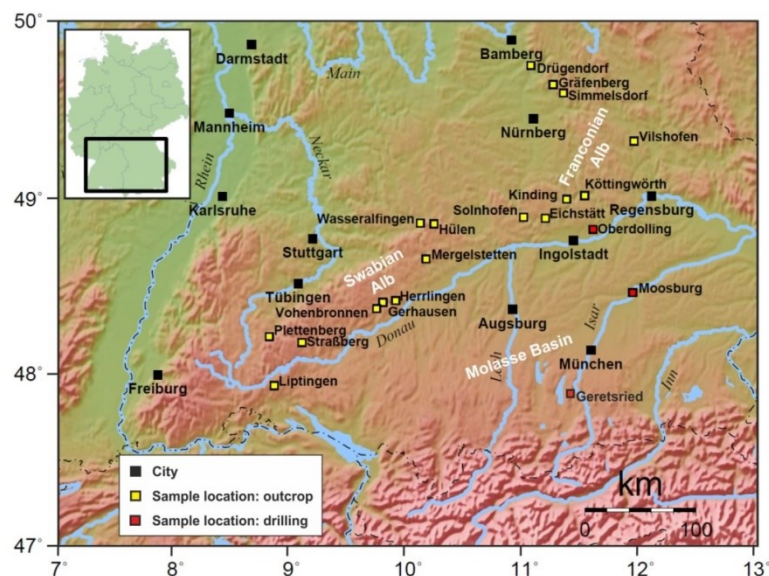 50°
49°
48°
47°
7°
8°
9°
10°
11°
12°
13°
Darmstadt
Main
Bamberg
Drügendorf
Gräfenberg
Simmelsdorf
Mannheim
Neckar
Nürnberg
Vilshofen
Franconian
Alb
Rhein
Karlsruhe
Kinding
Köttingwörth
Regensburg
Wasseralfingen
Hülen
Solnhofen
Eichstätt
Oberdolling
Stuttgart
Mergelstetten
Ingolstadt
Swabian
Alb
Tübingen
Vohenbronnen
Herrlingen
Gerhausen
Moosburg
Plettenberg
Straßberg
Donau
Augsburg
Isar
Molasse Basin
Lech
München
Freiburg
Liptingen
Geretsried
Inn
City
Sample location: outcrop
Sample location: drilling
km
0
100